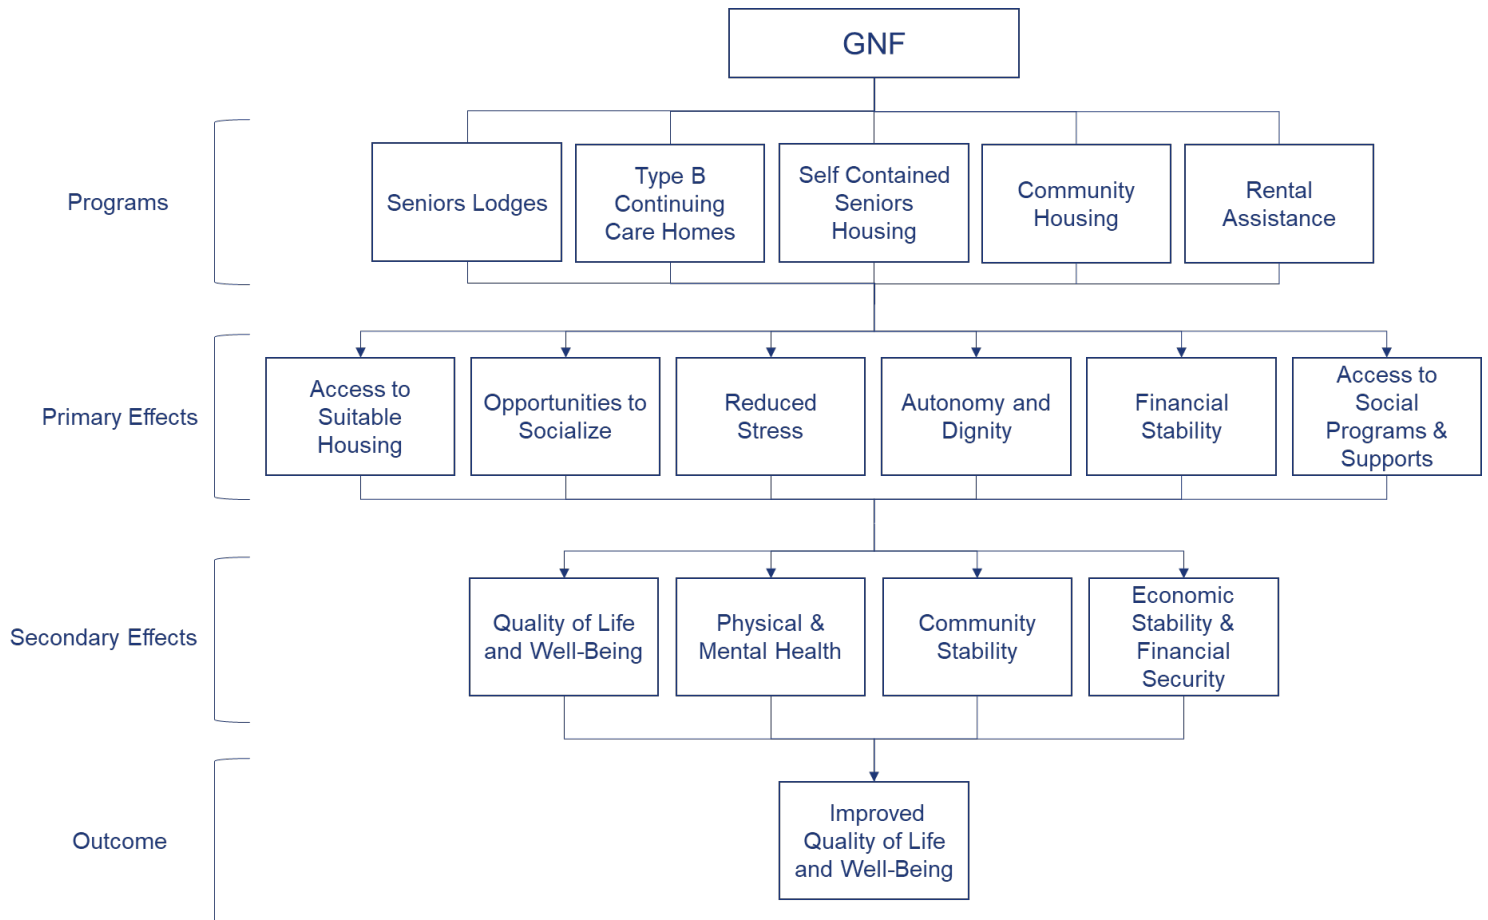 GNF
Programs
Seniors Lodges
Type B
Continuing
Care Homes
Self Contained
Seniors
Housing
Community
Housing
Rental
Assistance
Primary Effects
Access to
Suitable
Housing
Opportunities to
Socialize
Reduced
Stress
Autonomy and
Dignity
Financial
Stability
Access to
Social
Programs &
Supports
Secondary Effects
Quality of Life
and Well-Being
Physical &
Mental Health
Community
Stability
Economic
Stability &
Financial
Security
Outcome
Improved
Quality of Life
and Well-Being